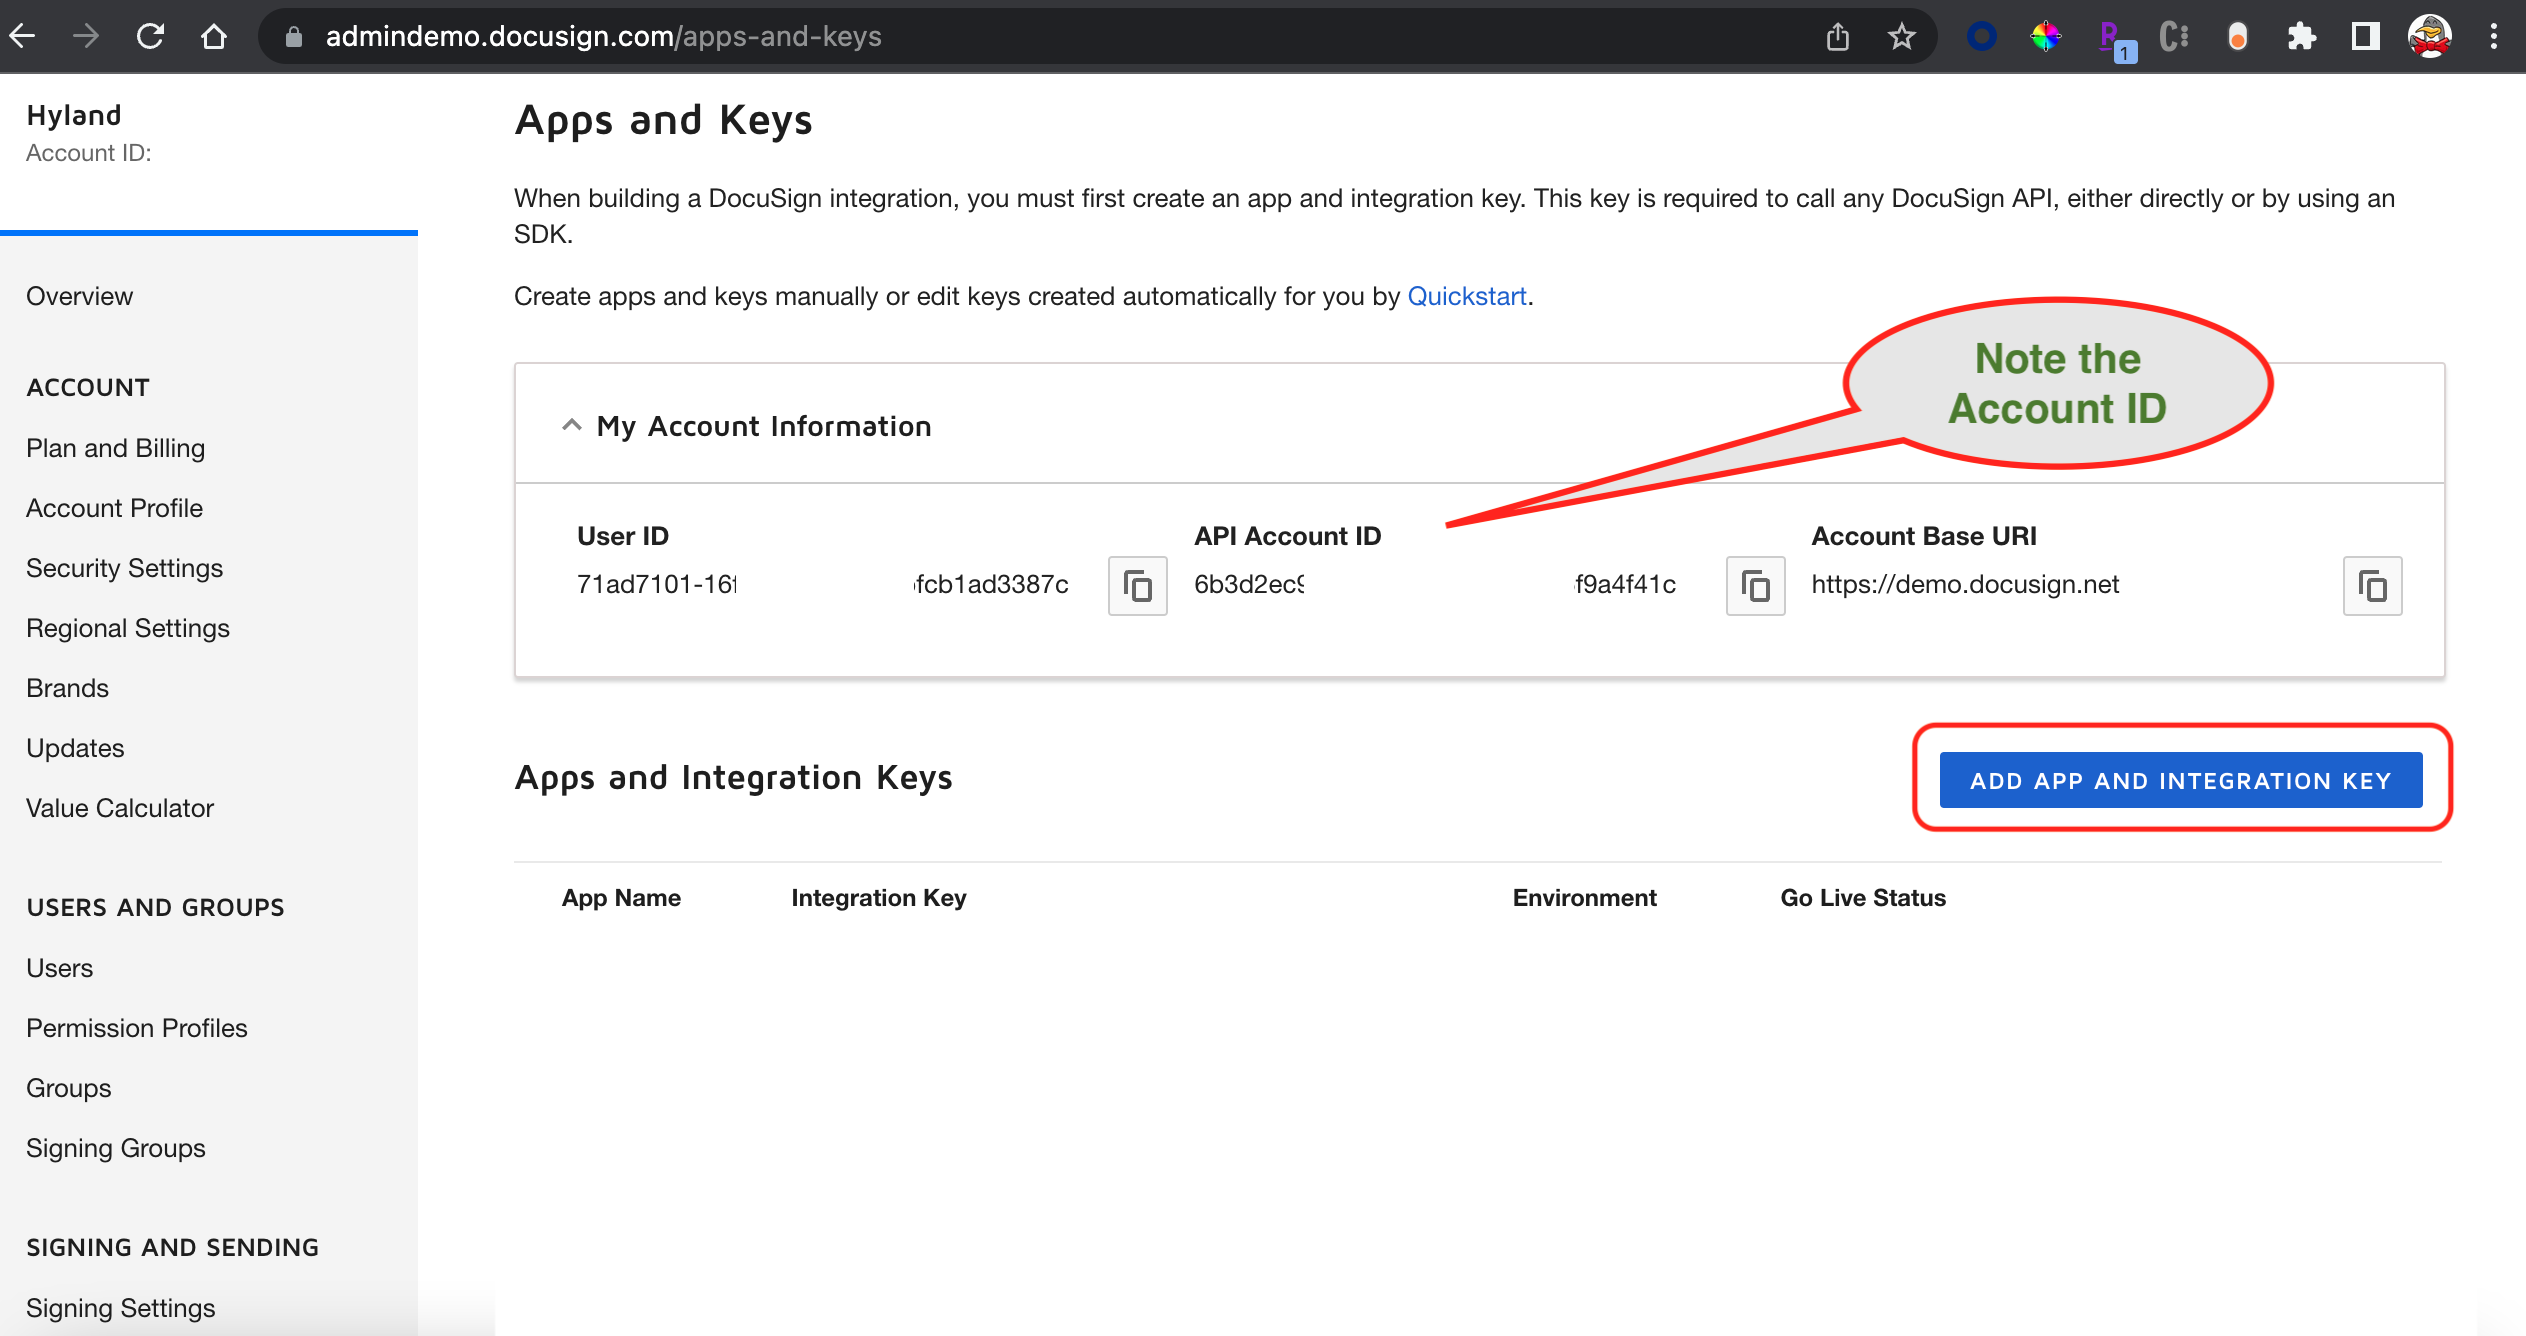 admindemo.docusign.com/apps-and-keys
1
Hyland
Account ID:
Overview
ACCOUNT
Plan and Billing
Account Profile
Security Settings
Regional Settings
Brands
Updates
Value Calculator
USERS AND GROUPS
Users
Permission Profiles
Groups
Signing Groups
SIGNING AND SENDING
Signing Settings
Apps and Keys
When building a DocuSign integration, you must first create an app and integration key. This key is required to call any DocuSign API, either directly or by using an
SDK.
Create apps and keys manually or edit keys created automatically for you by Quickstart.
Note the
Account ID
My Account Information
User ID
71ad7101-16f fcb1ad3387c
API Account ID
6b3d2ec9 f9a4f41c
Account Base URI
https://demo.docusign.net
Apps and Integration Keys
ADD APP AND INTEGRATION KEY
App Name Integration Key Environment Go Live Status